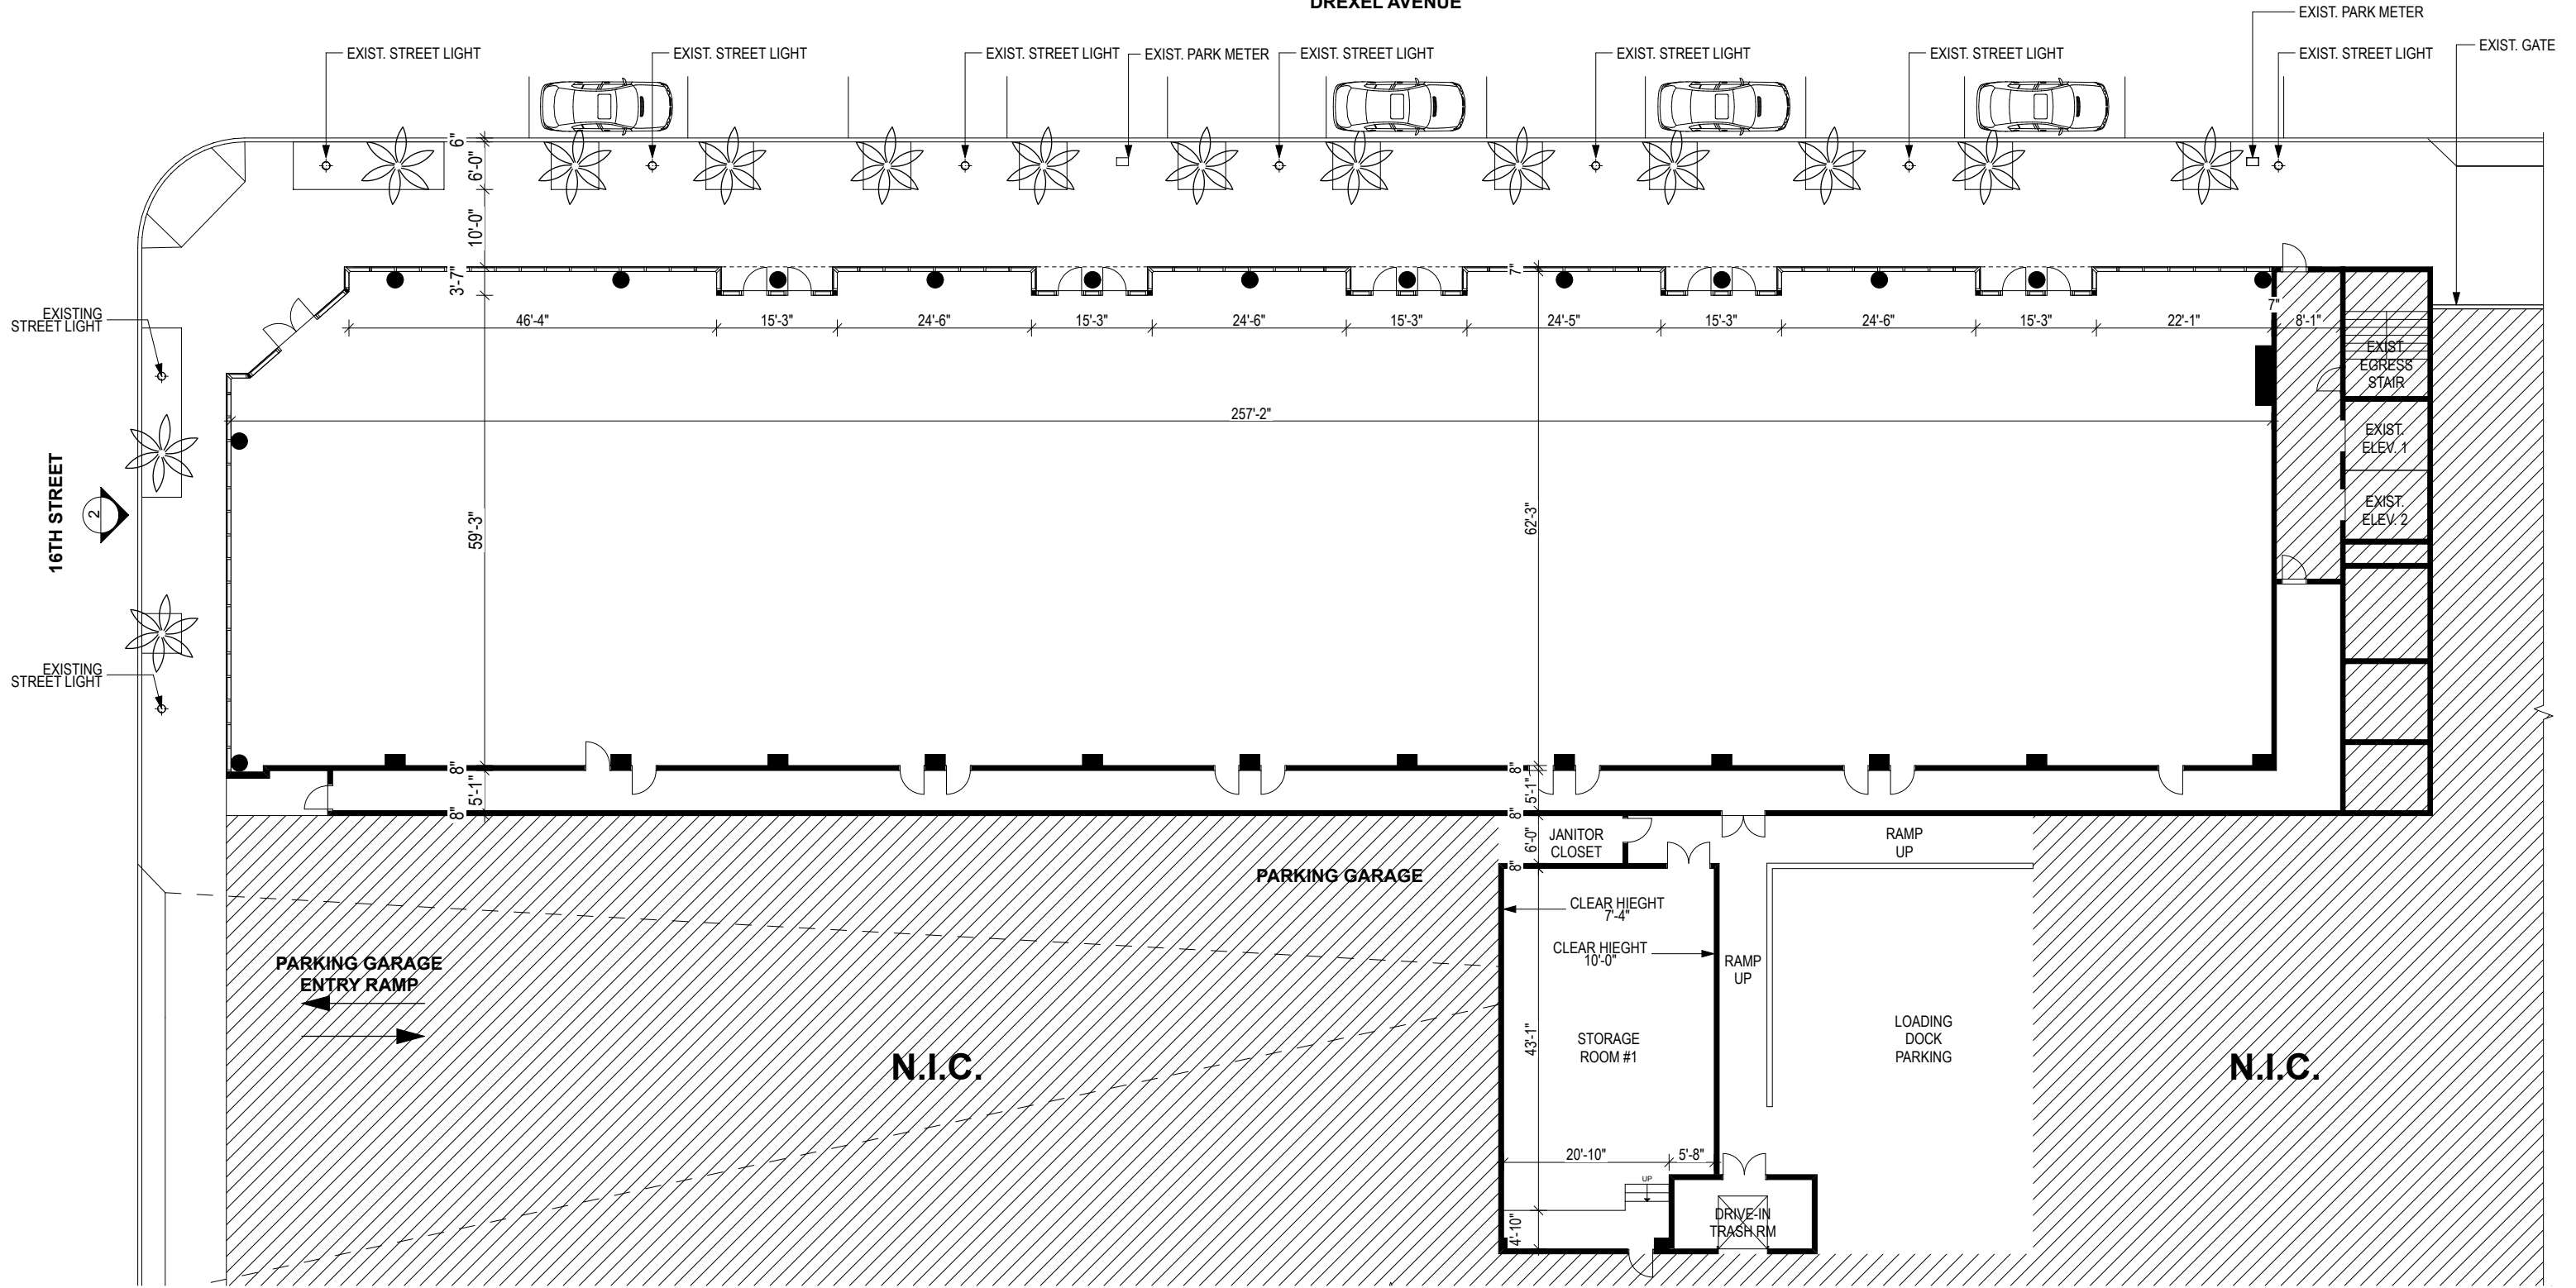 DREXEL AVENUE
EXIST. PARK METER
EXIST. STREET LIGHT
EXIST. STREET LIGHT
EXIST. STREET LIGHT
EXIST. PARK METER
EXIST. STREET LIGHT
EXIST. STREET LIGHT
EXIST. STREET LIGHT
EXIST. STREET LIGHT
EXIST. GATE
6"
6'-0"
10'-0"
3'-7"
7"
7"
EXISTING
STREET LIGHT
46'-4"
15'-3"
24'-6"
15'-3"
24'-6"
15'-3"
24'-5"
15'-3"
24'-6"
15'-3"
22'-1"
8'-1"
EXIST.
EGRESS
STAIR
257'-2"
EXIST.
ELEV. 1
EXIST.
ELEV. 2
16TH STREET
2
59'-3"
62'-3"
EXISTING
STREET LIGHT
8"
5'-1"
8"
8"
5'-1"
8"
6'-0"
8"
JANITOR
CLOSET
RAMP
UP
PARKING GARAGE
CLEAR HIEGHT
7'-4"
CLEAR HIEGHT
10'-0"
RAMP
UP
PARKING GARAGE
ENTRY RAMP
LOADING
DOCK
PARKING
STORAGE
ROOM #1
43'-1"
N.I.C.
N.I.C.
20'-10"
5'-8"
UP
4'-10"
DRIVE-IN
TRASH RM